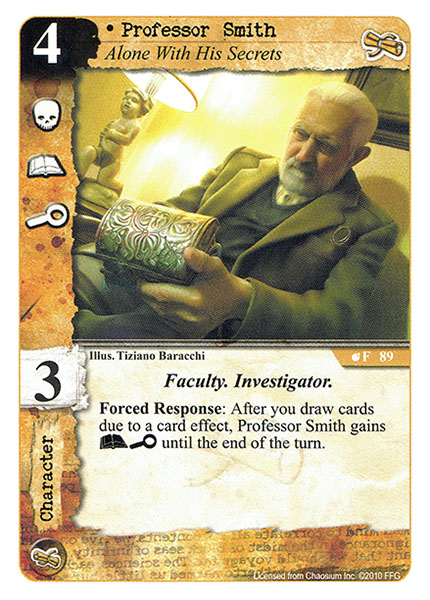 4
• Professor Smith
Alone With His Secrets
Illus. Tiziano Baracchi
F 89
3
Faculty. Investigator.
Forced Response: After you draw cards
due to a card effect, Professor Smith gains
until the end of the turn.
Character
Licensed from Chaosium Inc. ©2010 FFG